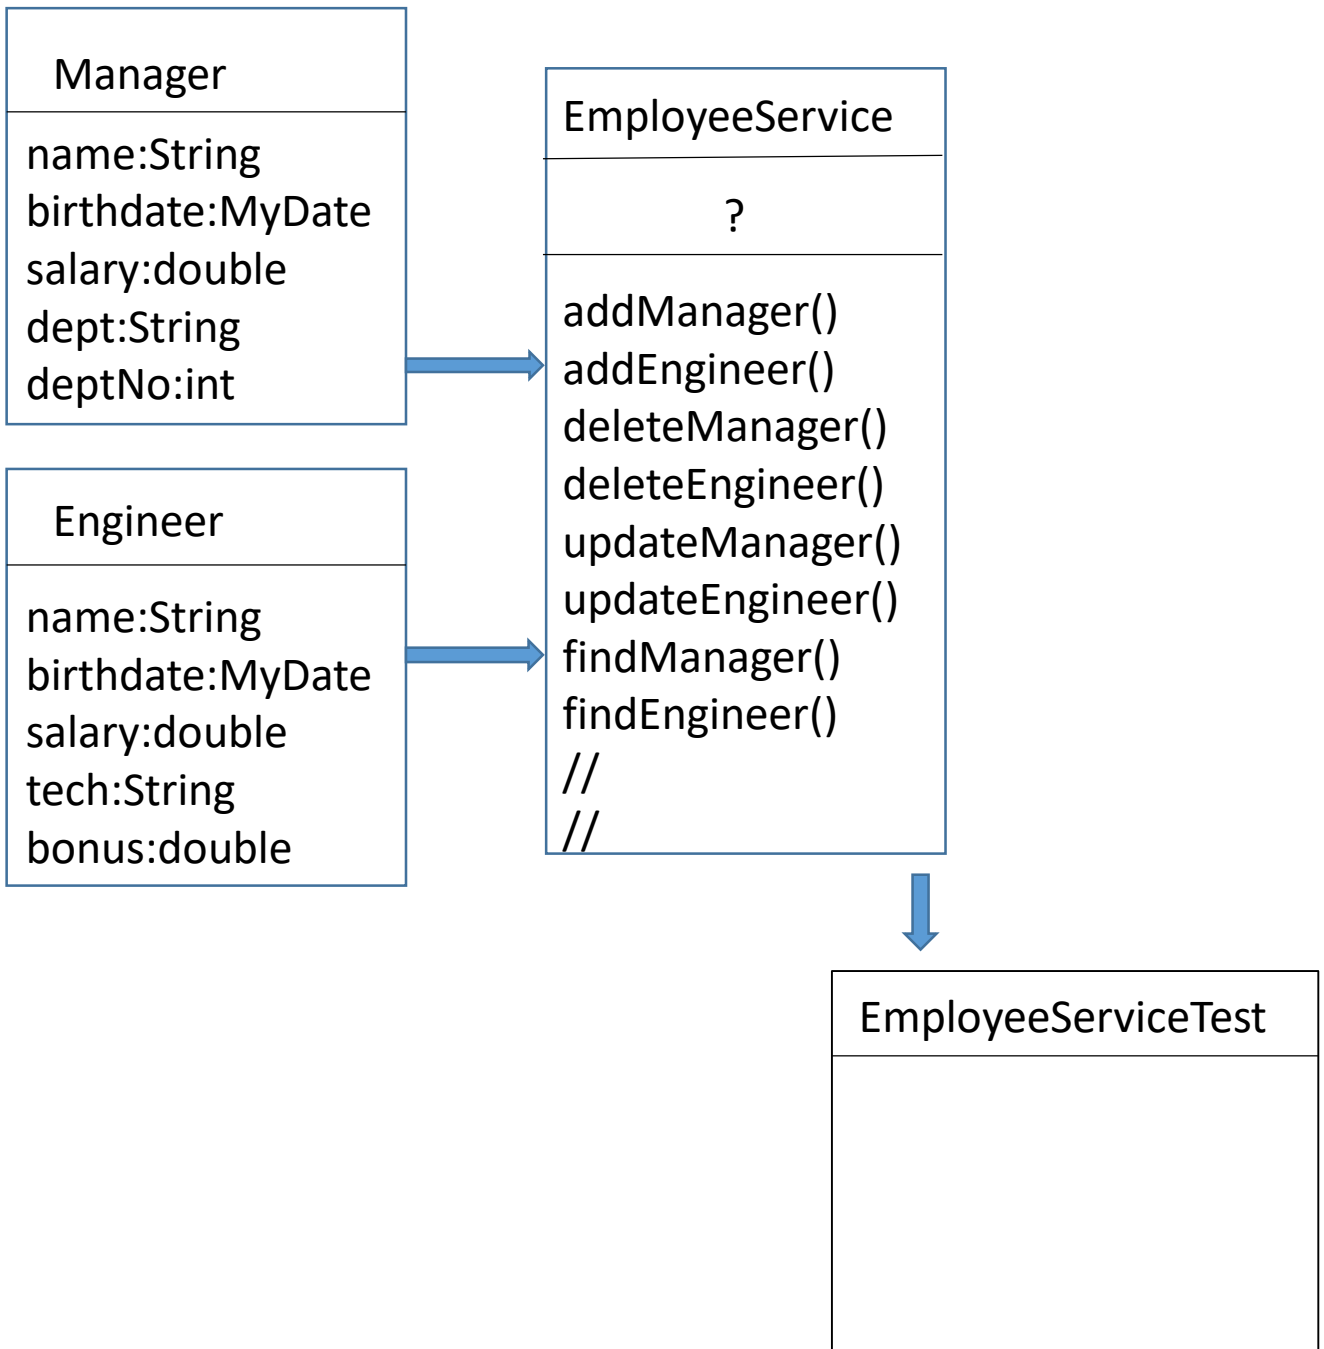 Manager
name:String
birthdate:MyDate
salary:double
dept:String
deptNo:int
Engineer
name:String
birthdate:MyDate
salary:double
tech:String
bonus:double
EmployeeService
?
addManager()
addEngineer()
deleteManager()
deleteEngineer()
updateManager()
updateEngineer()
findManager()
findEngineer()
//
//
EmployeeServiceTest